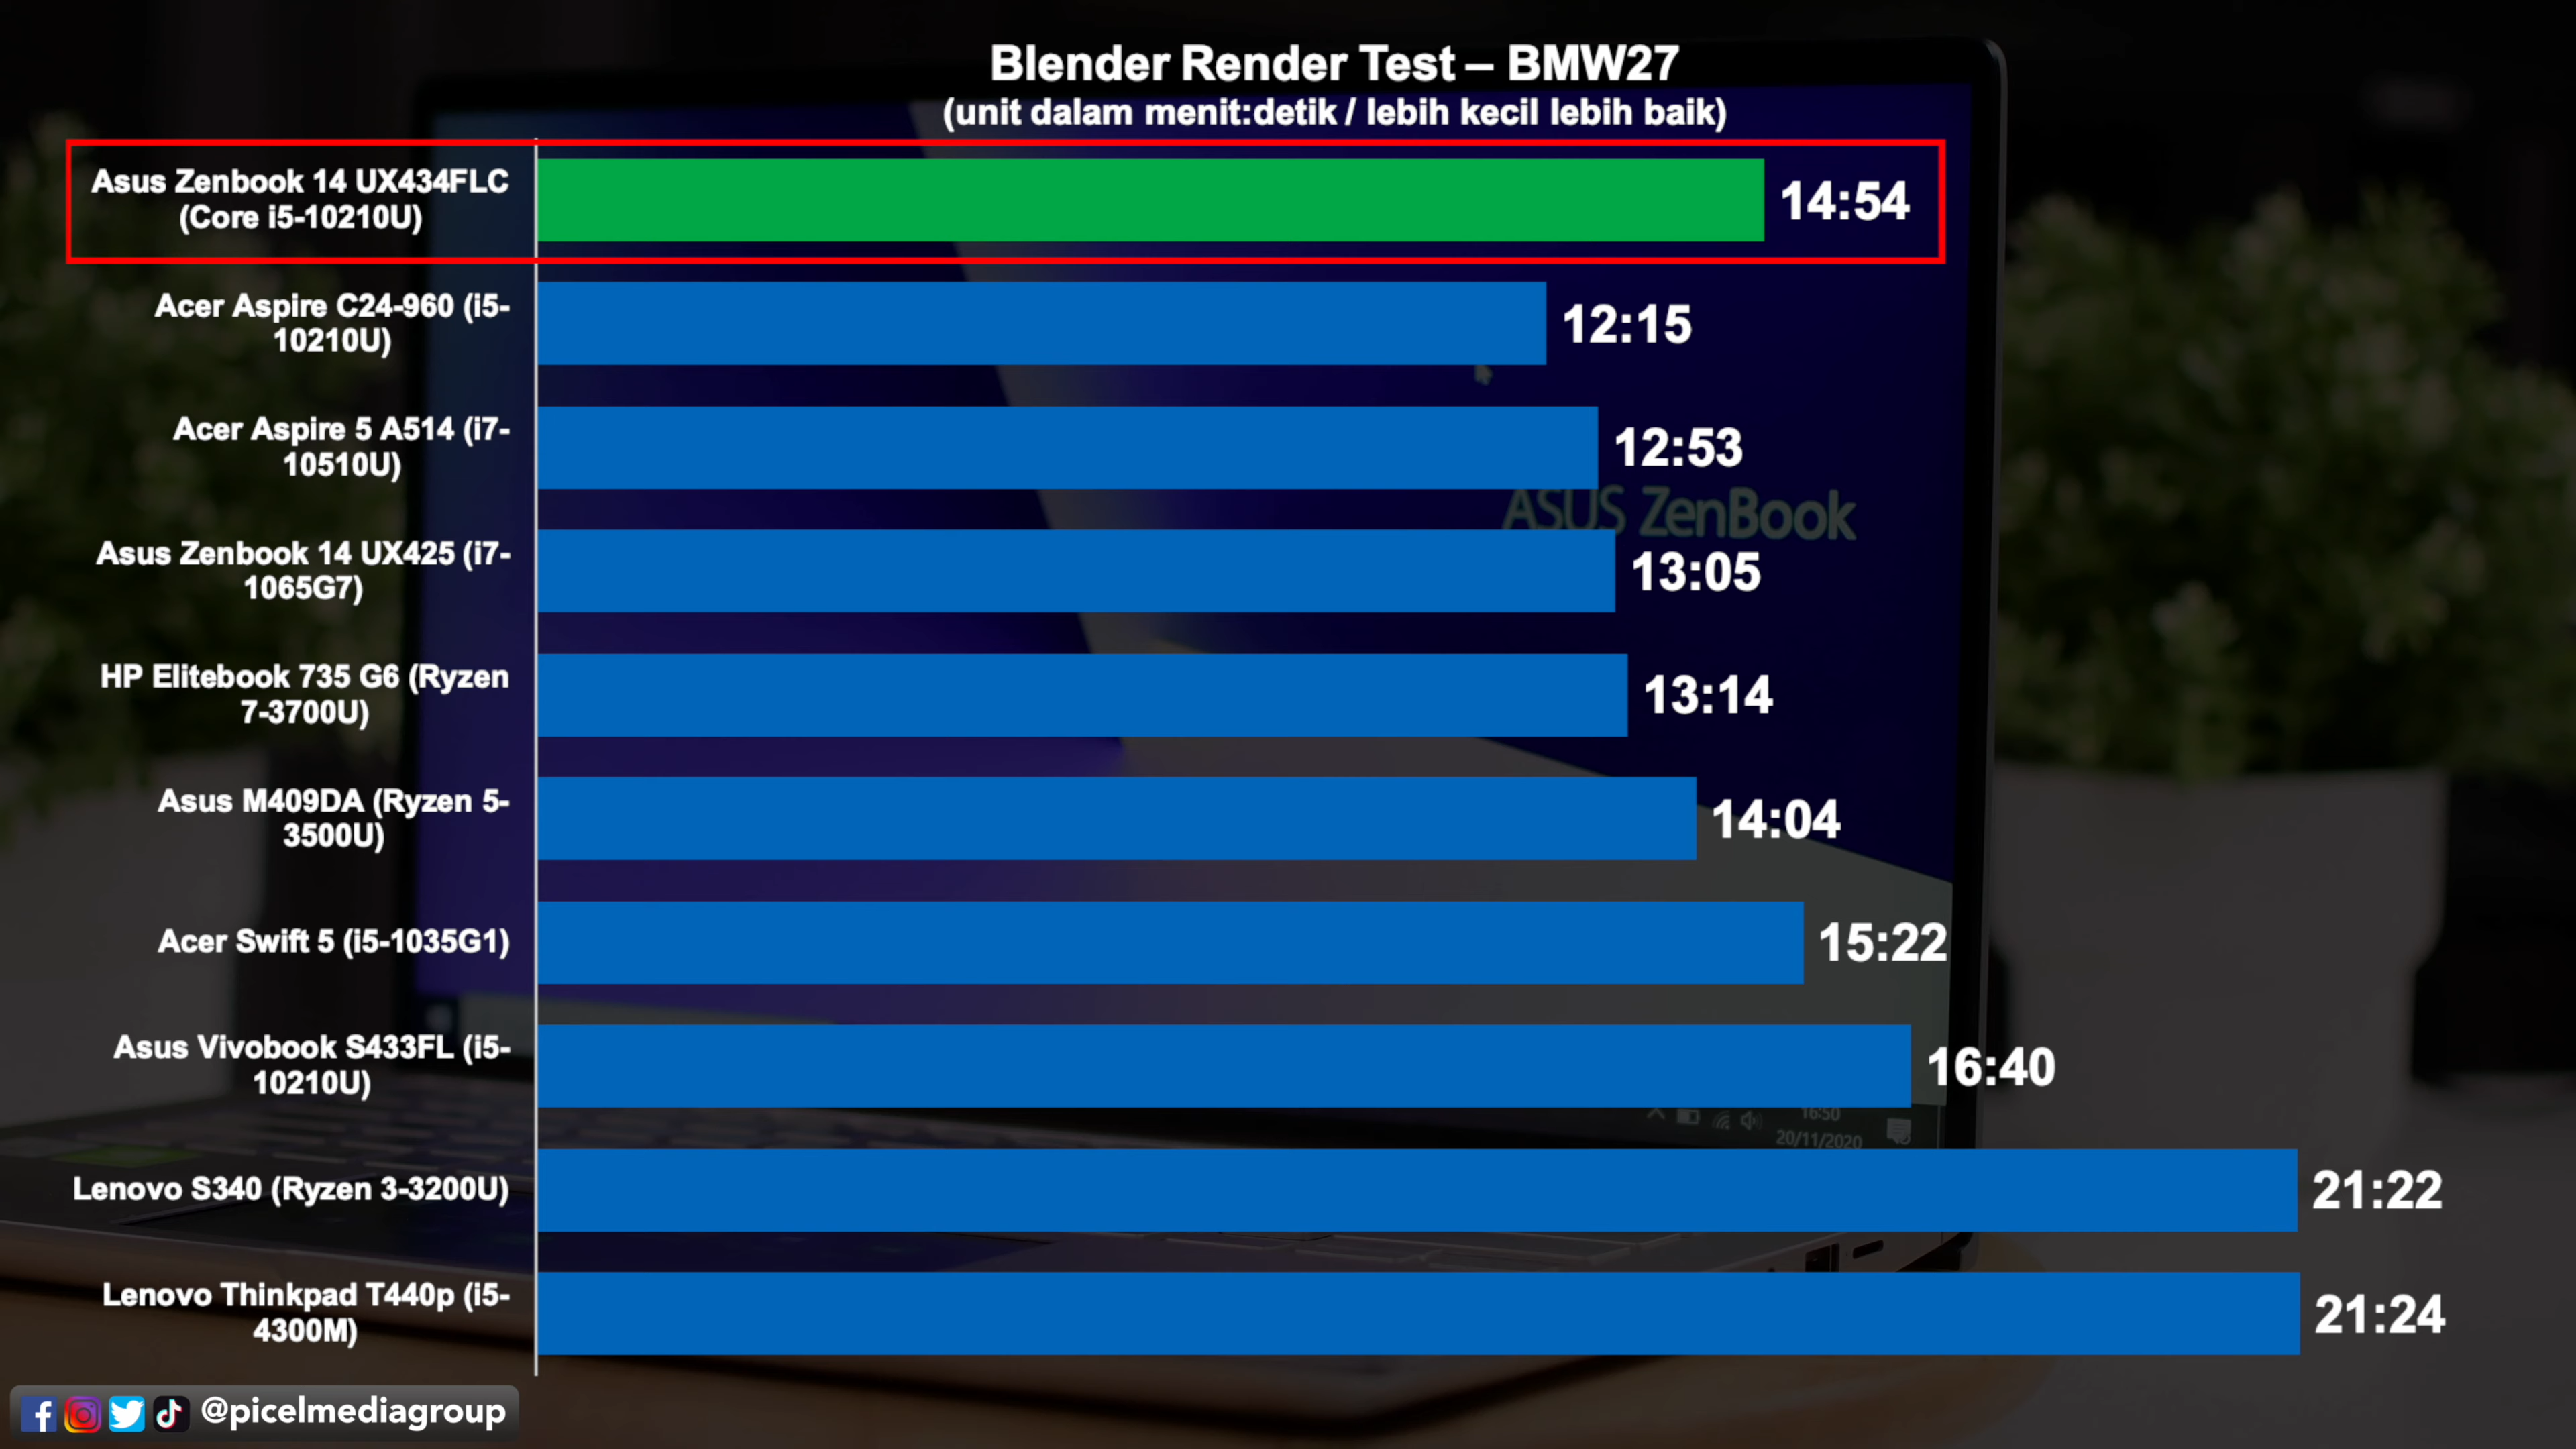 Blender Render Test – BMW27
(unit dalam menit:detik / lebih kecil lebih baik)
Asus Zenbook 14 UX434FLC
(Core i5-10210U)
14:54
Acer Aspire C24-960 (i5-
10210U)
12:15
Acer Aspire 5 A514 (i7-
10510U)
12:53
ASUS ZenBook
Asus Zenbook 14 UX425 (i7-
1065G7)
13:05
HP Elitebook 735 G6 (Ryzen
7-3700U)
13:14
Asus M409DA (Ryzen 5-
3500U)
14:04
Acer Swift 5 (i5-1035G1)
15:22
Asus Vivobook S433FL (i5-
10210U)
16:40
16:50
20/11/2020
Lenovo S340 (Ryzen 3-3200U)
21:22
Lenovo Thinkpad T440p (i5-
4300M)
21:24
@picelmediagroup